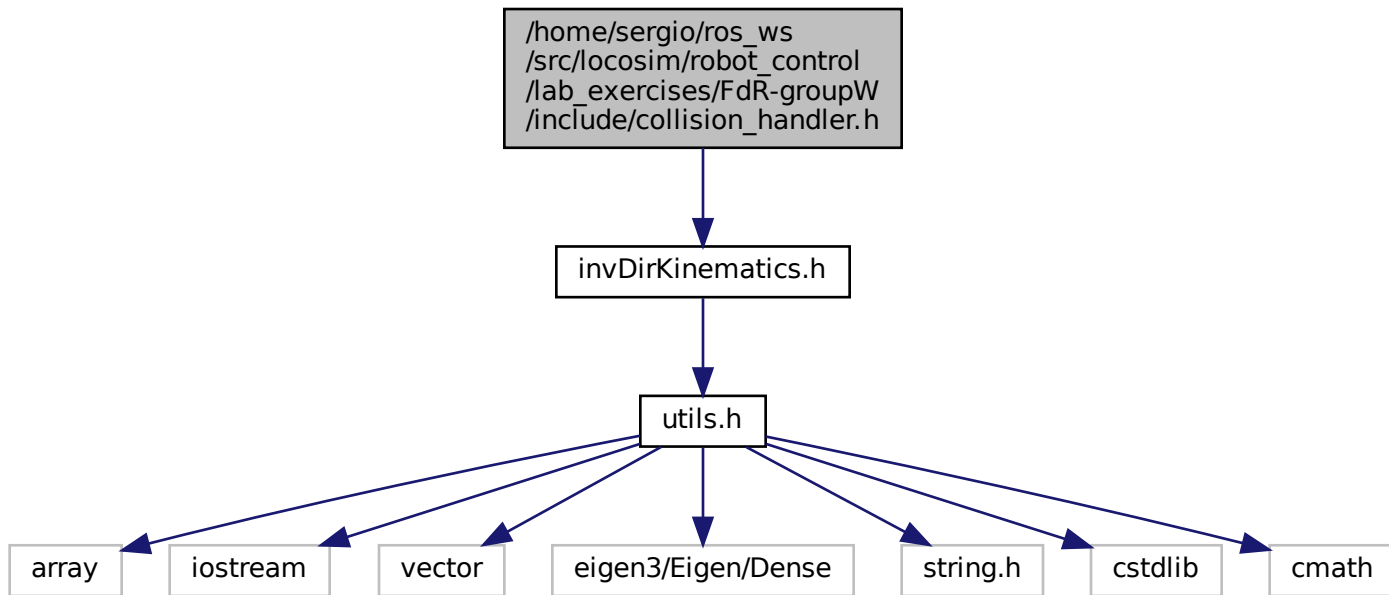 /home/sergio/ros_ws
/src/locosim/robot_control
/lab_exercises/FdR-groupW
/include/collision_handler.h
invDirKinematics.h
utils.h
array
iostream
vector
eigen3/Eigen/Dense
string.h
cstdlib
cmath